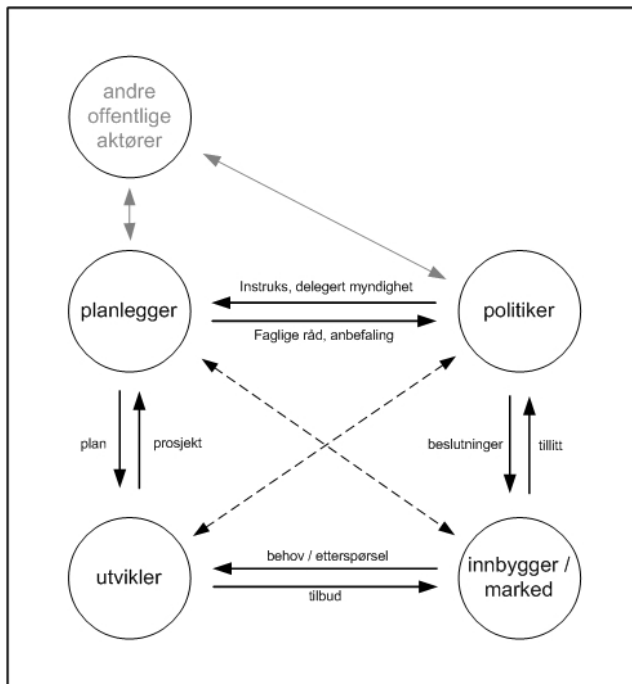 andre
offentlige
aktører
planlegger
Instruks, delegert myndighet
Faglige råd, anbefaling
politiker
plan
prosjekt
beslutninger
tillitt
utvikler
behov / etterspørsel
tilbud
innbygger /
marked